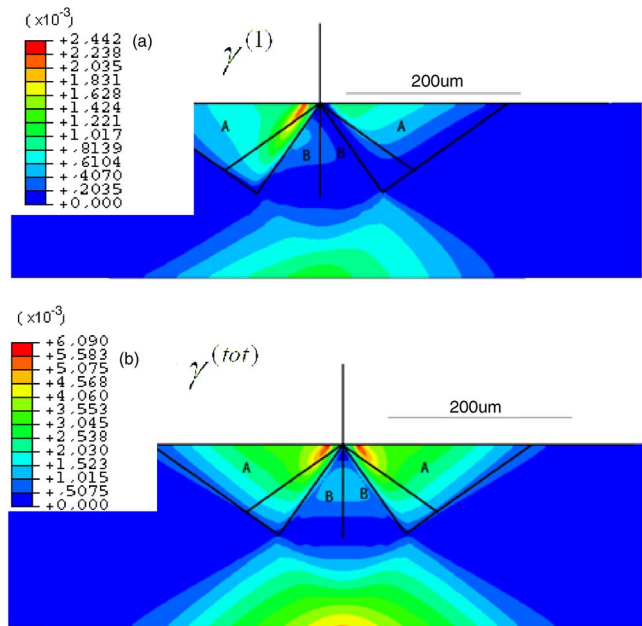 (x10⁻³)
(a)
+2.442
+2.238
+2.035
+1.831
+1.628
+1.424
+1.221
+1.017
+.8139
+.6104
+.4070
+.2035
+0.000
γ⁽¹⁾
200um
A
A
B B
(x10⁻³)
(b)
+6.090
+5.583
+5.075
+4.568
+4.060
+3.553
+3.045
+2.538
+2.030
+1.523
+1.015
+.5075
+0.000
γ⁽ᵗᵒᵗ⁾
200um
A
A
B B